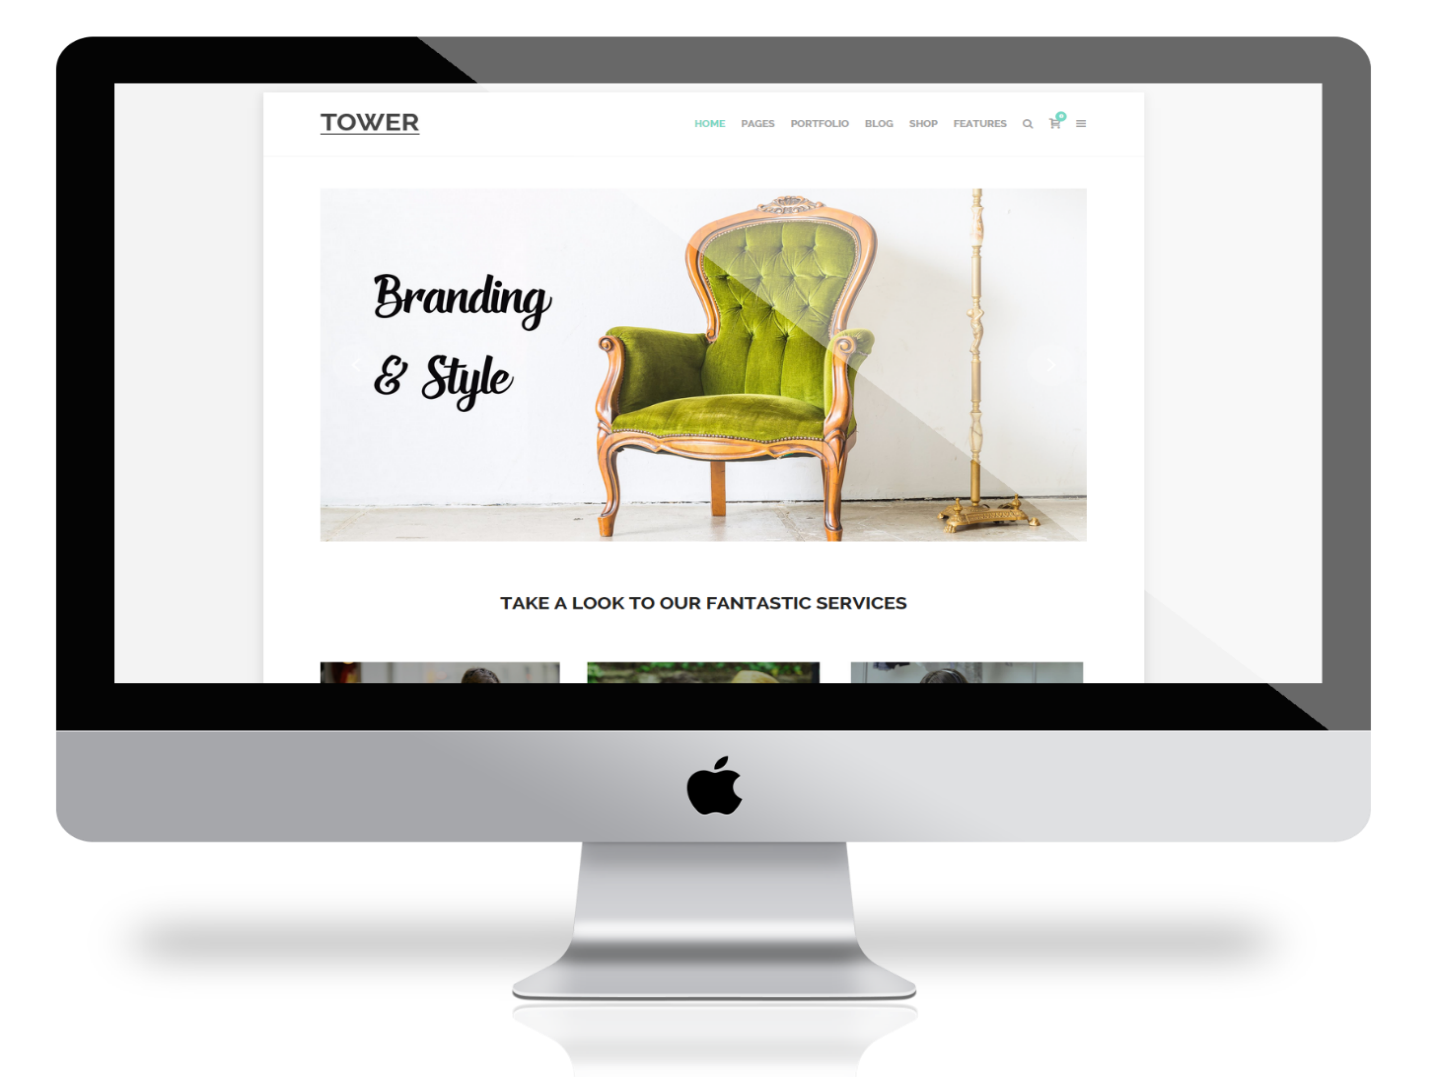 TOWER
HOME PAGES PORTFOLIO BLOG SHOP FEATURES
Branding
& Style
TAKE A LOOK TO OUR FANTASTIC SERVICES